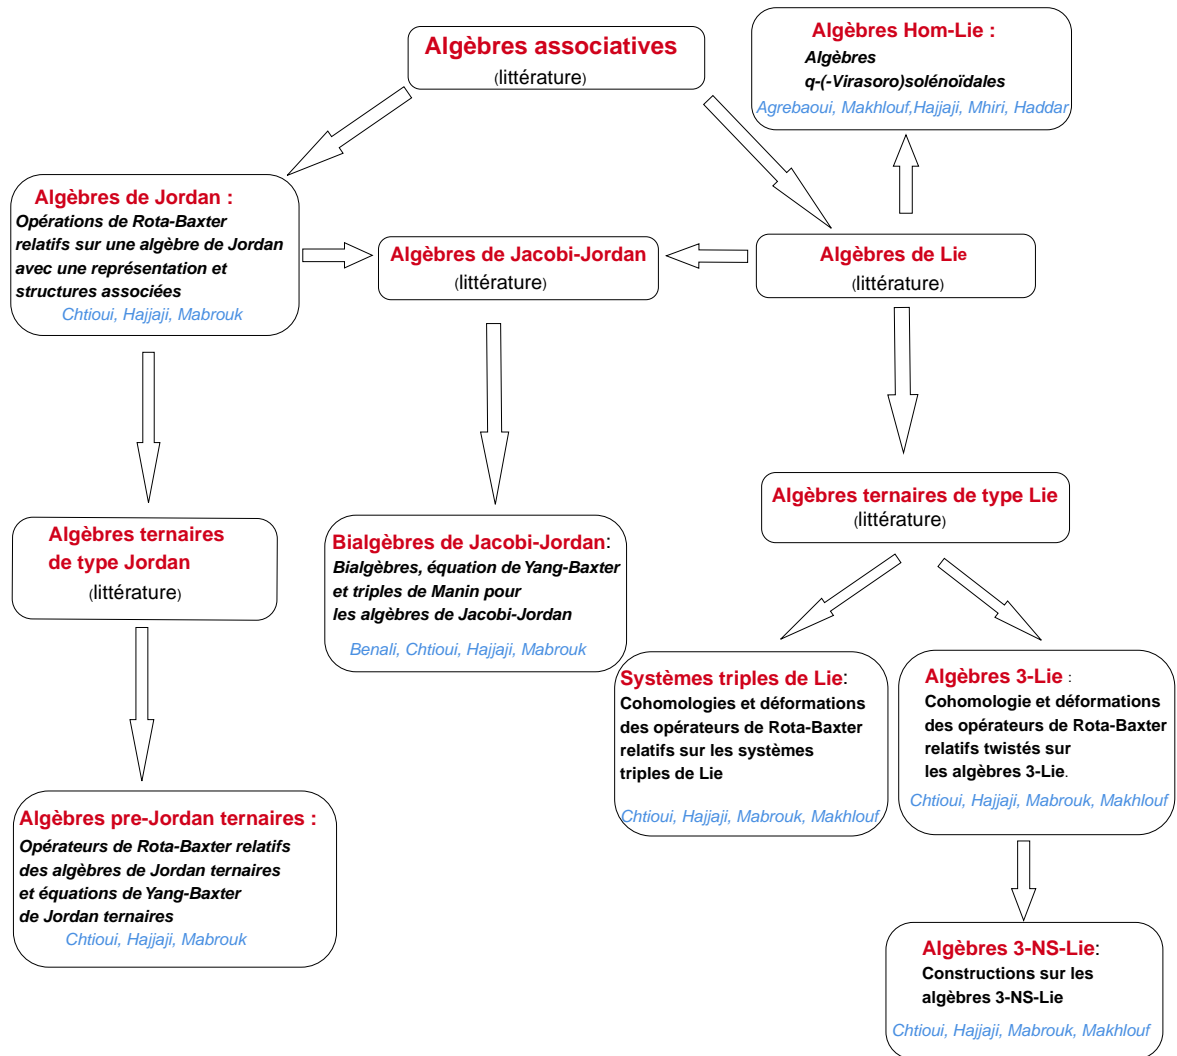 Algèbres associatives
(littérature)
Algèbres Hom-Lie :
Algèbres
q-(-Virasoro)solénoïdales
Agrebaoui, Makhlouf,Hajjaji, Mhiri, Haddar
Algèbres de Jordan :
Opérations de Rota-Baxter
relatifs sur une algèbre de Jordan
avec une représentation et
structures associées
Chtioui, Hajjaji, Mabrouk
Algèbres de Jacobi-Jordan
(littérature)
Algèbres de Lie
(littérature)
Algèbres ternaires
de type Jordan
(littérature)
Bialgèbres de Jacobi-Jordan:
Bialgèbres, équation de Yang-Baxter
et triples de Manin pour
les algèbres de Jacobi-Jordan
Benali, Chtioui, Hajjaji, Mabrouk
Algèbres ternaires de type Lie
(littérature)
Systèmes triples de Lie:
Cohomologies et déformations
des opérateurs de Rota-Baxter
relatifs sur les systèmes
triples de Lie
Chtioui, Hajjaji, Mabrouk, Makhlouf
Algèbres 3-Lie :
Cohomologie et déformations
des opérateurs de Rota-Baxter
relatifs twistés sur
les algèbres 3-Lie.
Chtioui, Hajjaji, Mabrouk, Makhlouf
Algèbres pre-Jordan ternaires :
Opérateurs de Rota-Baxter relatifs
des algèbres de Jordan ternaires
et équations de Yang-Baxter
de Jordan ternaires
Chtioui, Hajjaji, Mabrouk
Algèbres 3-NS-Lie:
Constructions sur les
algèbres 3-NS-Lie
Chtioui, Hajjaji, Mabrouk, Makhlouf